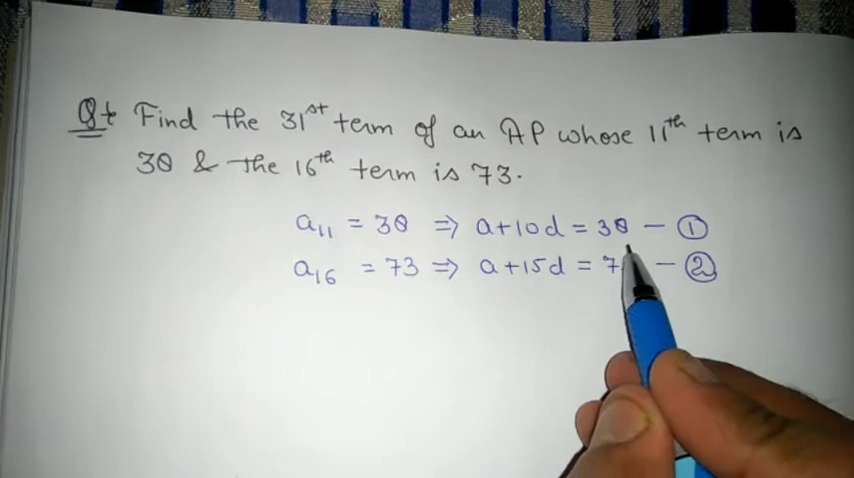 Q: Find the 31st term of an AP whose 11th term is
38 & the 16th term is 73.
a11 = 38 => a+10d = 38 — ①
a16 = 73 => a+15d = 7 — ②